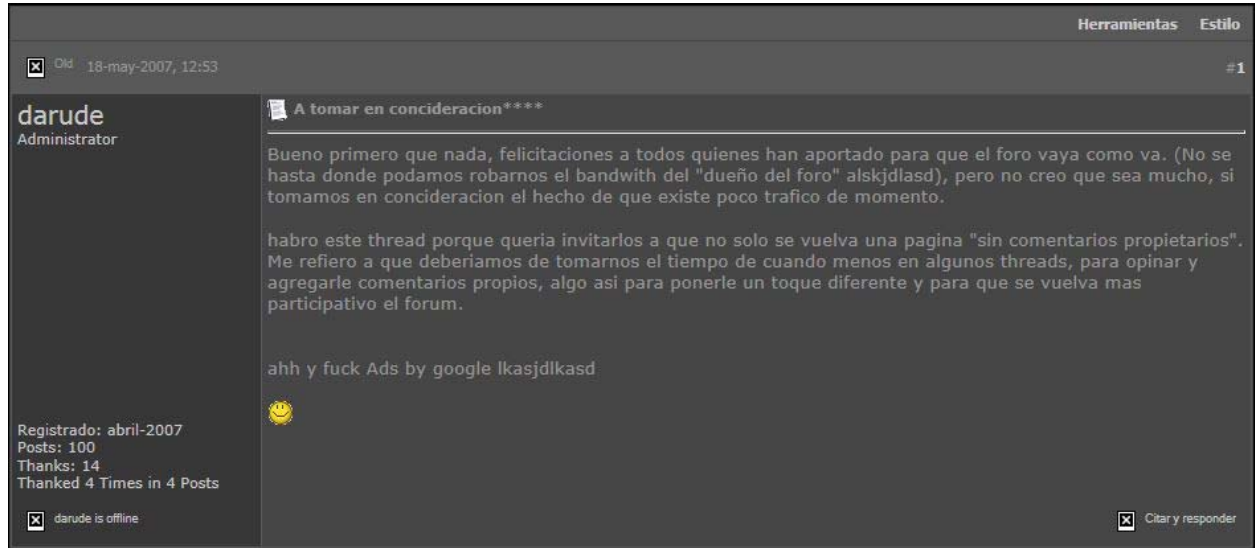 Herramientas Estilo
Old 18-may-2007, 12:53
#1
darude
Administrator
A tomar en concideracion****
Bueno primero que nada, felicitaciones a todos quienes han aportado para que el foro vaya como va. (No se
hasta donde podamos robarnos el bandwith del "dueño del foro" alskjdlasd), pero no creo que sea mucho, si
tomamos en concideracion el hecho de que existe poco trafico de momento.
habro este thread porque queria invitarlos a que no solo se vuelva una pagina "sin comentarios propietarios".
Me refiero a que deberiamos de tomarnos el tiempo de cuando menos en algunos threads, para opinar y
agregarle comentarios propios, algo asi para ponerle un toque diferente y para que se vuelva mas
participativo el forum.
ahh y fuck Ads by google lkasjdlkasd
Registrado: abril-2007
Posts: 100
Thanks: 14
Thanked 4 Times in 4 Posts
darude is offline
Citar y responder